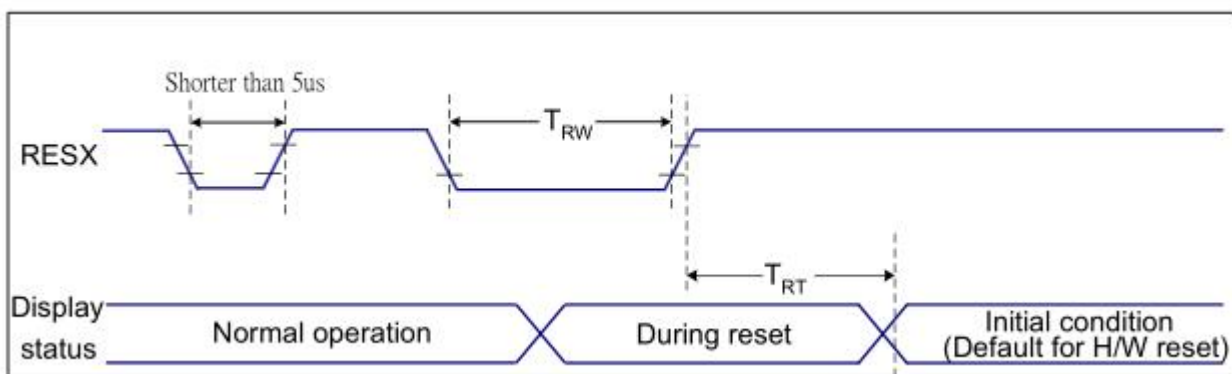 Shorter than 5us
RESX
TRW
TRT
Display
status
Normal operation
During reset
Initial condition
(Default for H/W reset)